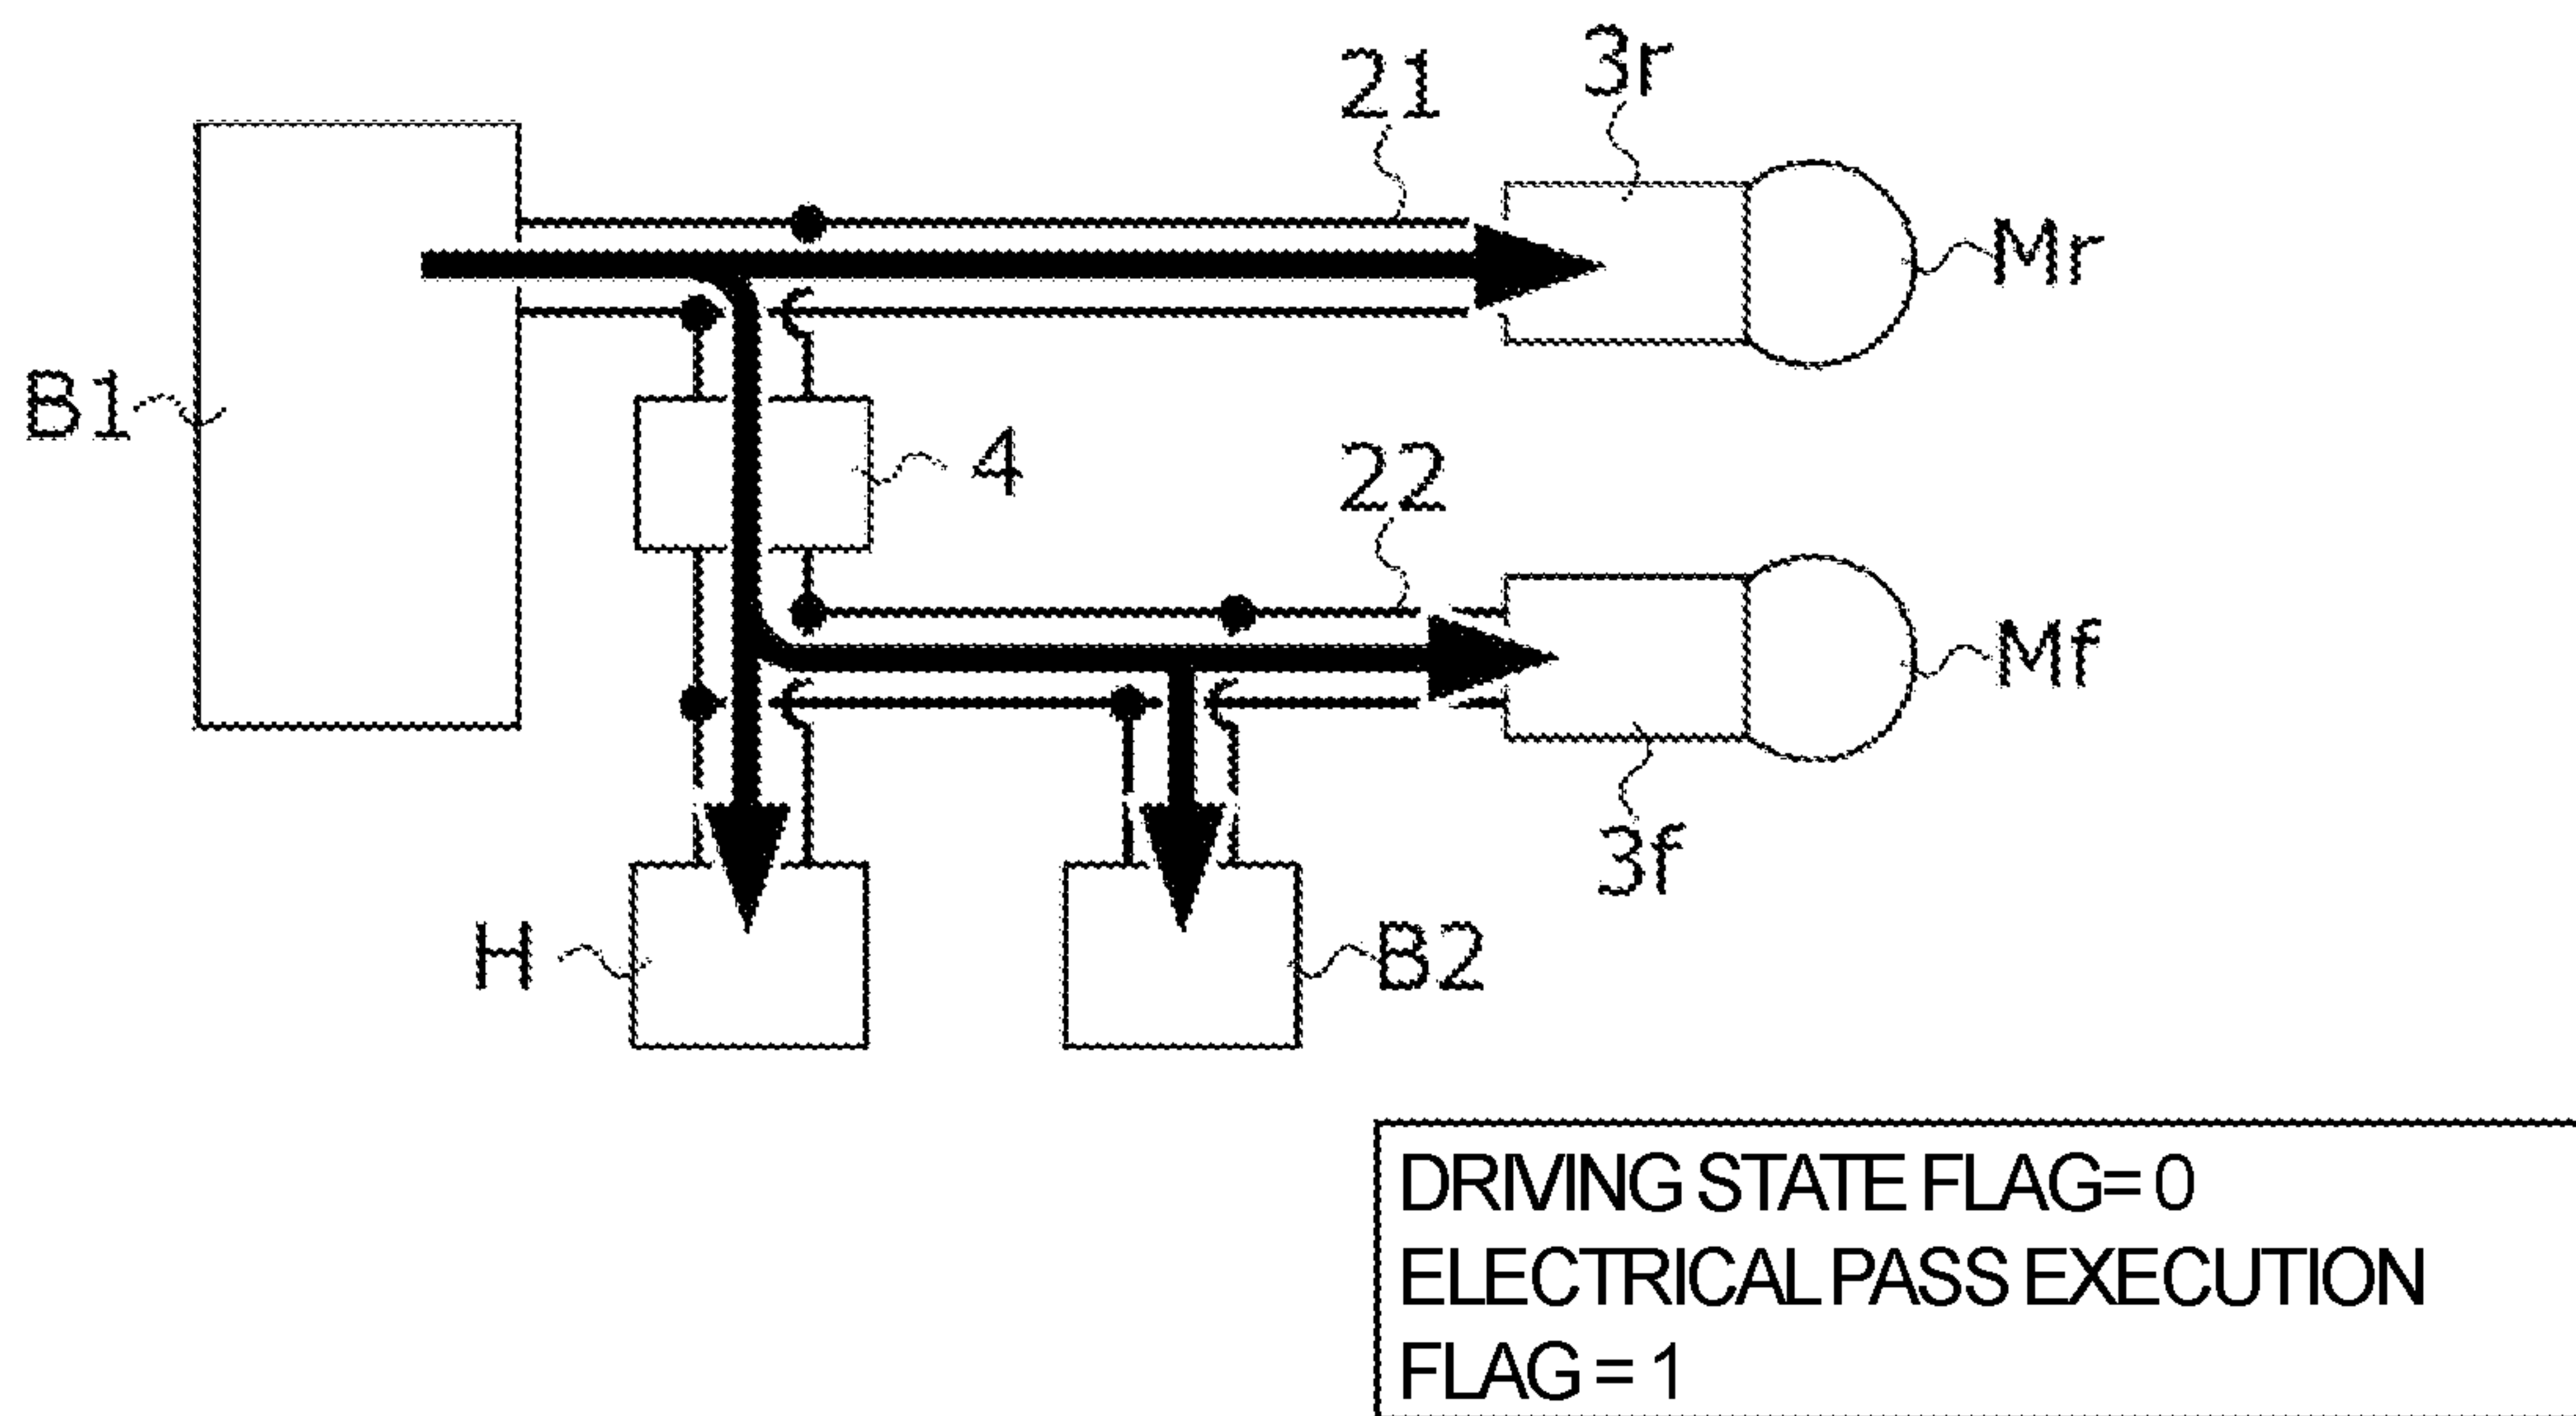 21
3r
Mr
B1
4
22
Mf
3f
H
B2
DRIVING STATE FLAG= 0
ELECTRICAL PASS EXECUTION
FLAG = 1